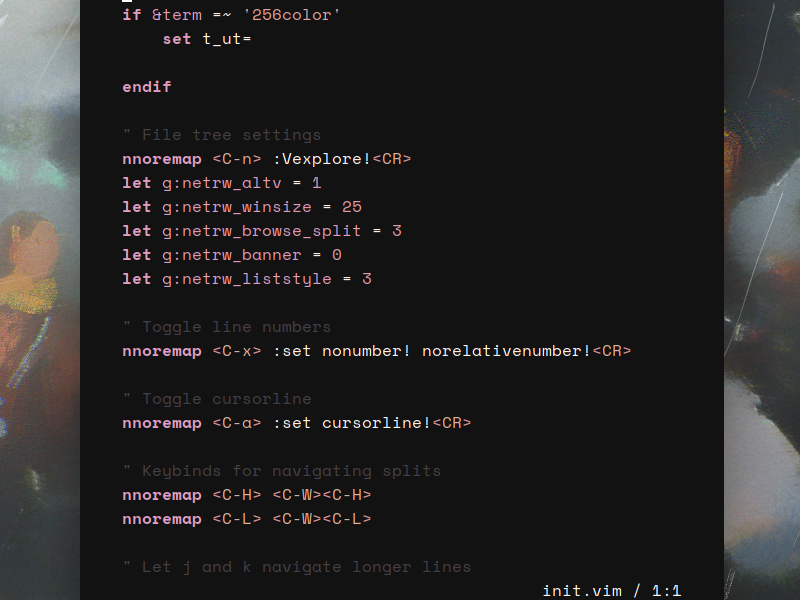 if &term =~ '256color'
    set t_ut=
endif
" File tree settings
nnoremap <C-n> :Vexplore!<CR>
let g:netrw_altv = 1
let g:netrw_winsize = 25
let g:netrw_browse_split = 3
let g:netrw_banner = 0
let g:netrw_liststyle = 3
" Toggle line numbers
nnoremap <C-x> :set nonumber! norelativenumber!<CR>
" Toggle cursorline
nnoremap <C-a> :set cursorline!<CR>
" Keybinds for navigating splits
nnoremap <C-H> <C-W><C-H>
nnoremap <C-L> <C-W><C-L>
" Let j and k navigate longer lines
init.vim / 1:1